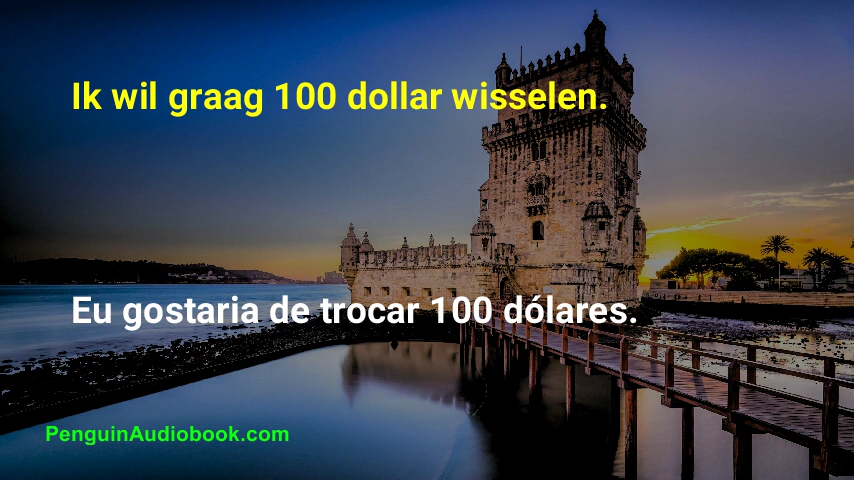 Ik wil graag 100 dollar wisselen.
Eu gostaria de trocar 100 dólares.
PenguinAudiobook.com